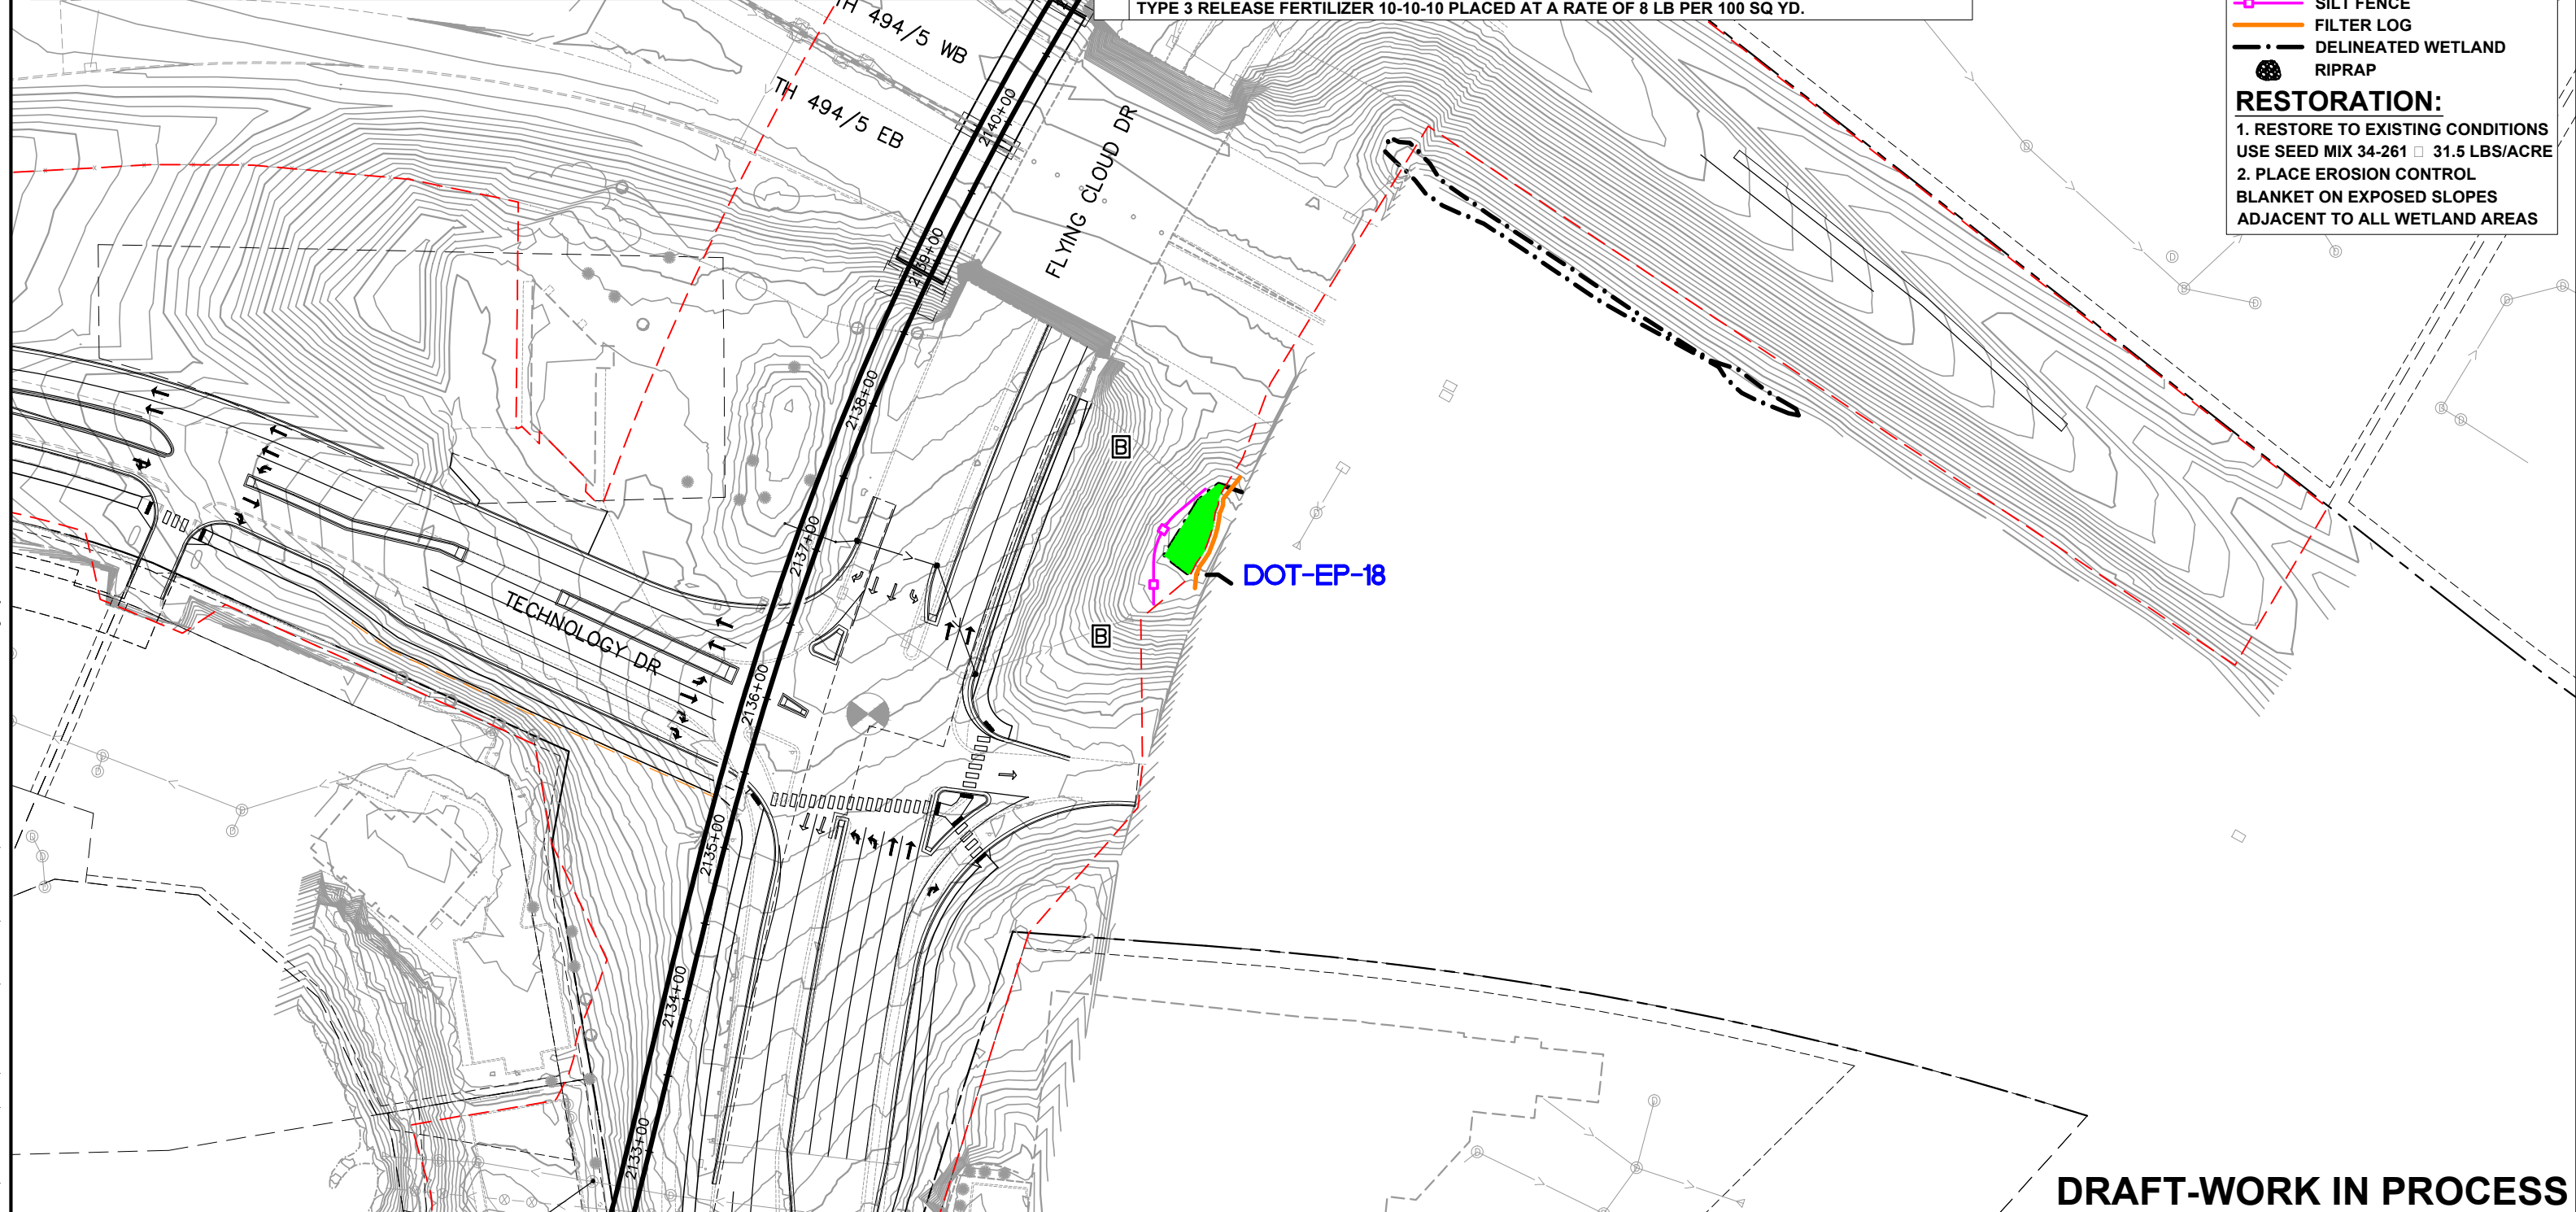 TYPE 3 RELEASE FERTILIZER 10-10-10 PLACED AT A RATE OF 8 LB PER 100 SQ YD.
SILT FENCE
FILTER LOG
DELINEATED WETLAND
RIPRAP
RESTORATION:
1. RESTORE TO EXISTING CONDITIONS
USE SEED MIX 34-261 □ 31.5 LBS/ACRE
2. PLACE EROSION CONTROL
BLANKET ON EXPOSED SLOPES
ADJACENT TO ALL WETLAND AREAS
TH 494/5 WB
TH 494/5 EB
FLYING CLOUD DR
2140+00
2139+00
2138+00
2137+00
2136+00
2135+00
2134+00
2133+00
B
B
DOT-EP-18
TECHNOLOGY DR
DRAFT-WORK IN PROCESS